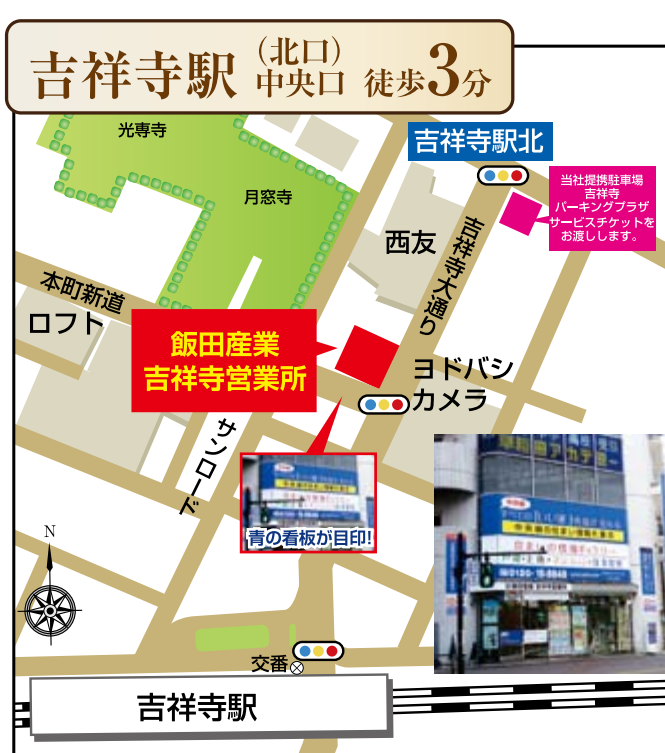 吉祥寺駅 (北口) 中央口 徒歩3分
光専寺
吉祥寺駅北
当社提携駐車場
吉祥寺
パーキングプラザ
サービスチケットを
お渡しします。
月窓寺
西友
吉祥寺大通り
本町新道
ロフト
飯田産業
吉祥寺営業所
ヨドバシ
カメラ
サンロード
青の看板が目印!
N
交番
吉祥寺駅